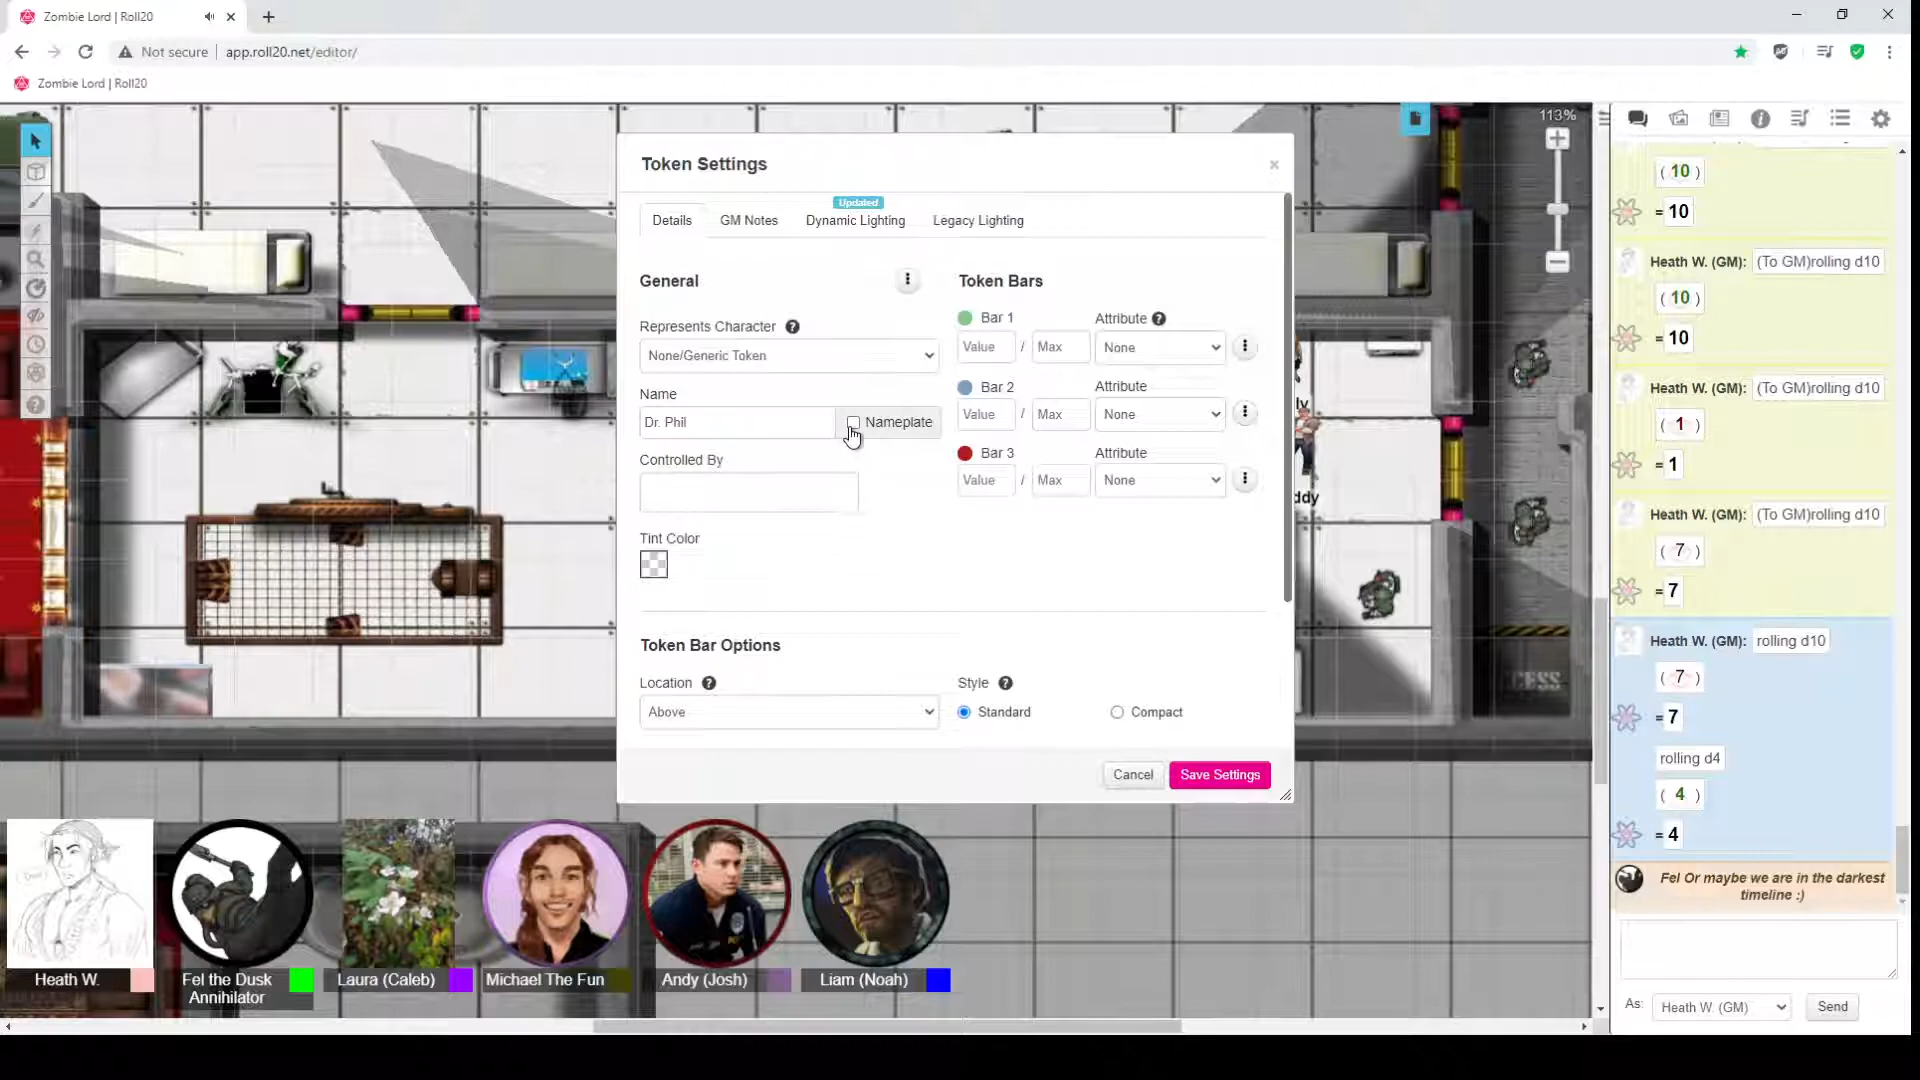 Zombie Lord | Roll20
Not secure
app.roll20.net/editor/
Zombie Lord | Roll20
113%
Token Settings
×
Updated
Details
GM Notes
Dynamic Lighting
Legacy Lighting
General
Token Bars
Represents Character ?
None/Generic Token
Bar 1
Attribute ?
Value / Max
None
Name
Dr. Phil
Nameplate
Bar 2
Attribute
Value / Max
None
Controlled By
Bar 3
Attribute
Value / Max
None
Tint Color
Token Bar Options
Location ?
Above
Style ?
Standard
Compact
Cancel
Save Settings
ddy
CESS
( 10 )
= 10
Heath W. (GM): (To GM)rolling d10
( 10 )
= 10
Heath W. (GM): (To GM)rolling d10
( 1 )
= 1
Heath W. (GM): (To GM)rolling d10
( 7 )
= 7
Heath W. (GM): rolling d10
( 7 )
= 7
rolling d4
( 4 )
= 4
Fel Or maybe we are in the darkest
timeline :)
As:
Heath W. (GM)
Send
Heath W.
Fel the Dusk
Annihilator
Laura (Caleb)
Michael The Fun
Andy (Josh)
Liam (Noah)